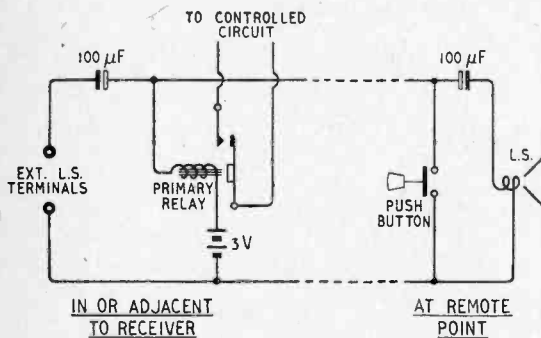 TO CONTROLLED
CIRCUIT
100 µF
100 µF
EXT. L.S.
TERMINALS
PRIMARY
RELAY
3V
PUSH
BUTTON
L.S.
IN OR ADJACENT
TO RECEIVER
AT REMOTE
POINT